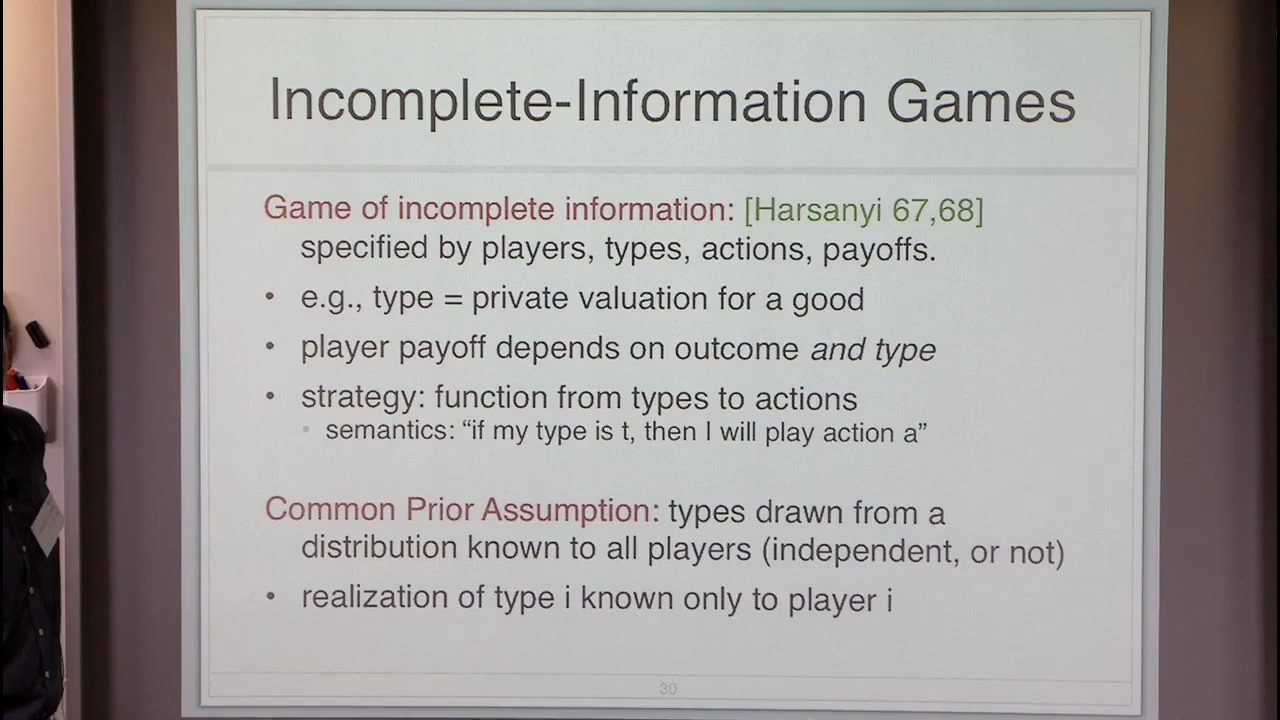 Incomplete-Information Games
Game of incomplete information: [Harsanyi 67,68]
specified by players, types, actions, payoffs.
• e.g., type = private valuation for a good
• player payoff depends on outcome and type
• strategy: function from types to actions
• semantics: “if my type is t, then I will play action a”
Common Prior Assumption: types drawn from a
distribution known to all players (independent, or not)
• realization of type i known only to player i
30